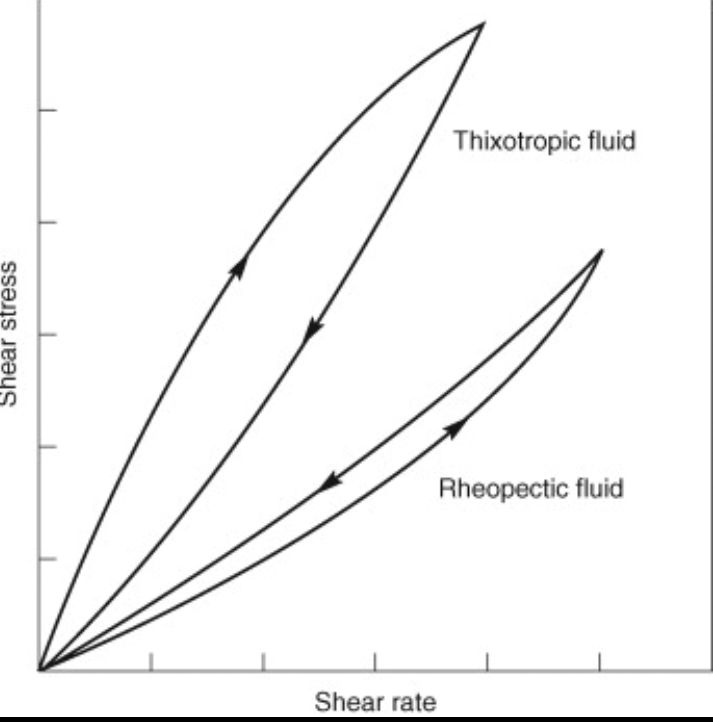 Thixotropic fluid
Shear stress
Rheopectic fluid
Shear rate